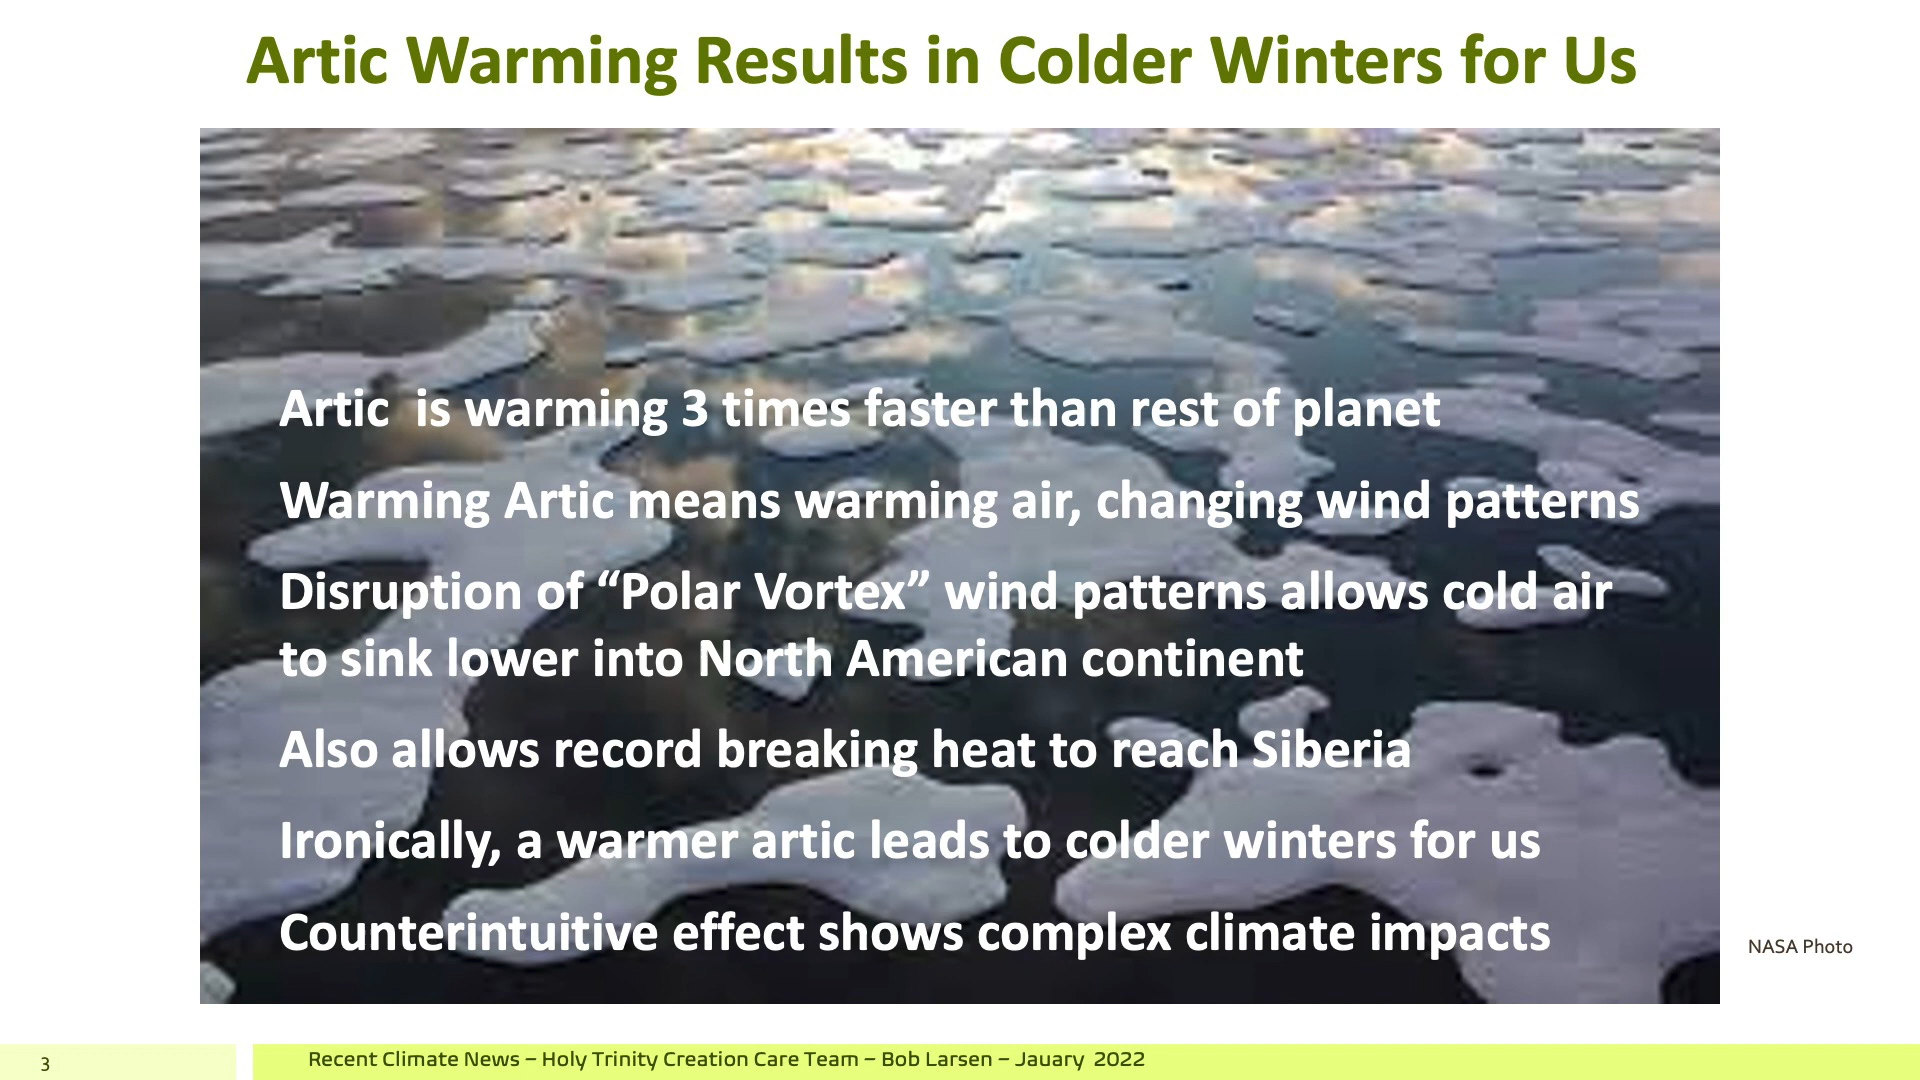 Artic Warming Results in Colder Winters for Us
Artic  is warming 3 times faster than rest of planet
Warming Artic means warming air, changing wind patterns
Disruption of “Polar Vortex” wind patterns allows cold air
to sink lower into North American continent
Also allows record breaking heat to reach Siberia
Ironically, a warmer artic leads to colder winters for us
Counterintuitive effect shows complex climate impacts
NASA Photo
3
Recent Climate News – Holy Trinity Creation Care Team – Bob Larsen – Jauary  2022